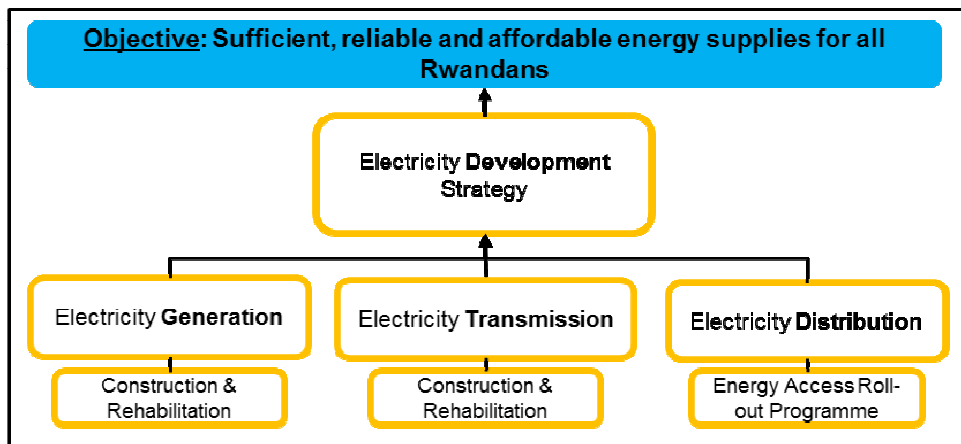 Objective: Sufficient, reliable and affordable energy supplies for all
Rwandans
Electricity Development
Strategy
Electricity Generation
Electricity Transmission
Electricity Distribution
Construction &
Rehabilitation
Construction &
Rehabilitation
Energy Access Roll-
out Programme